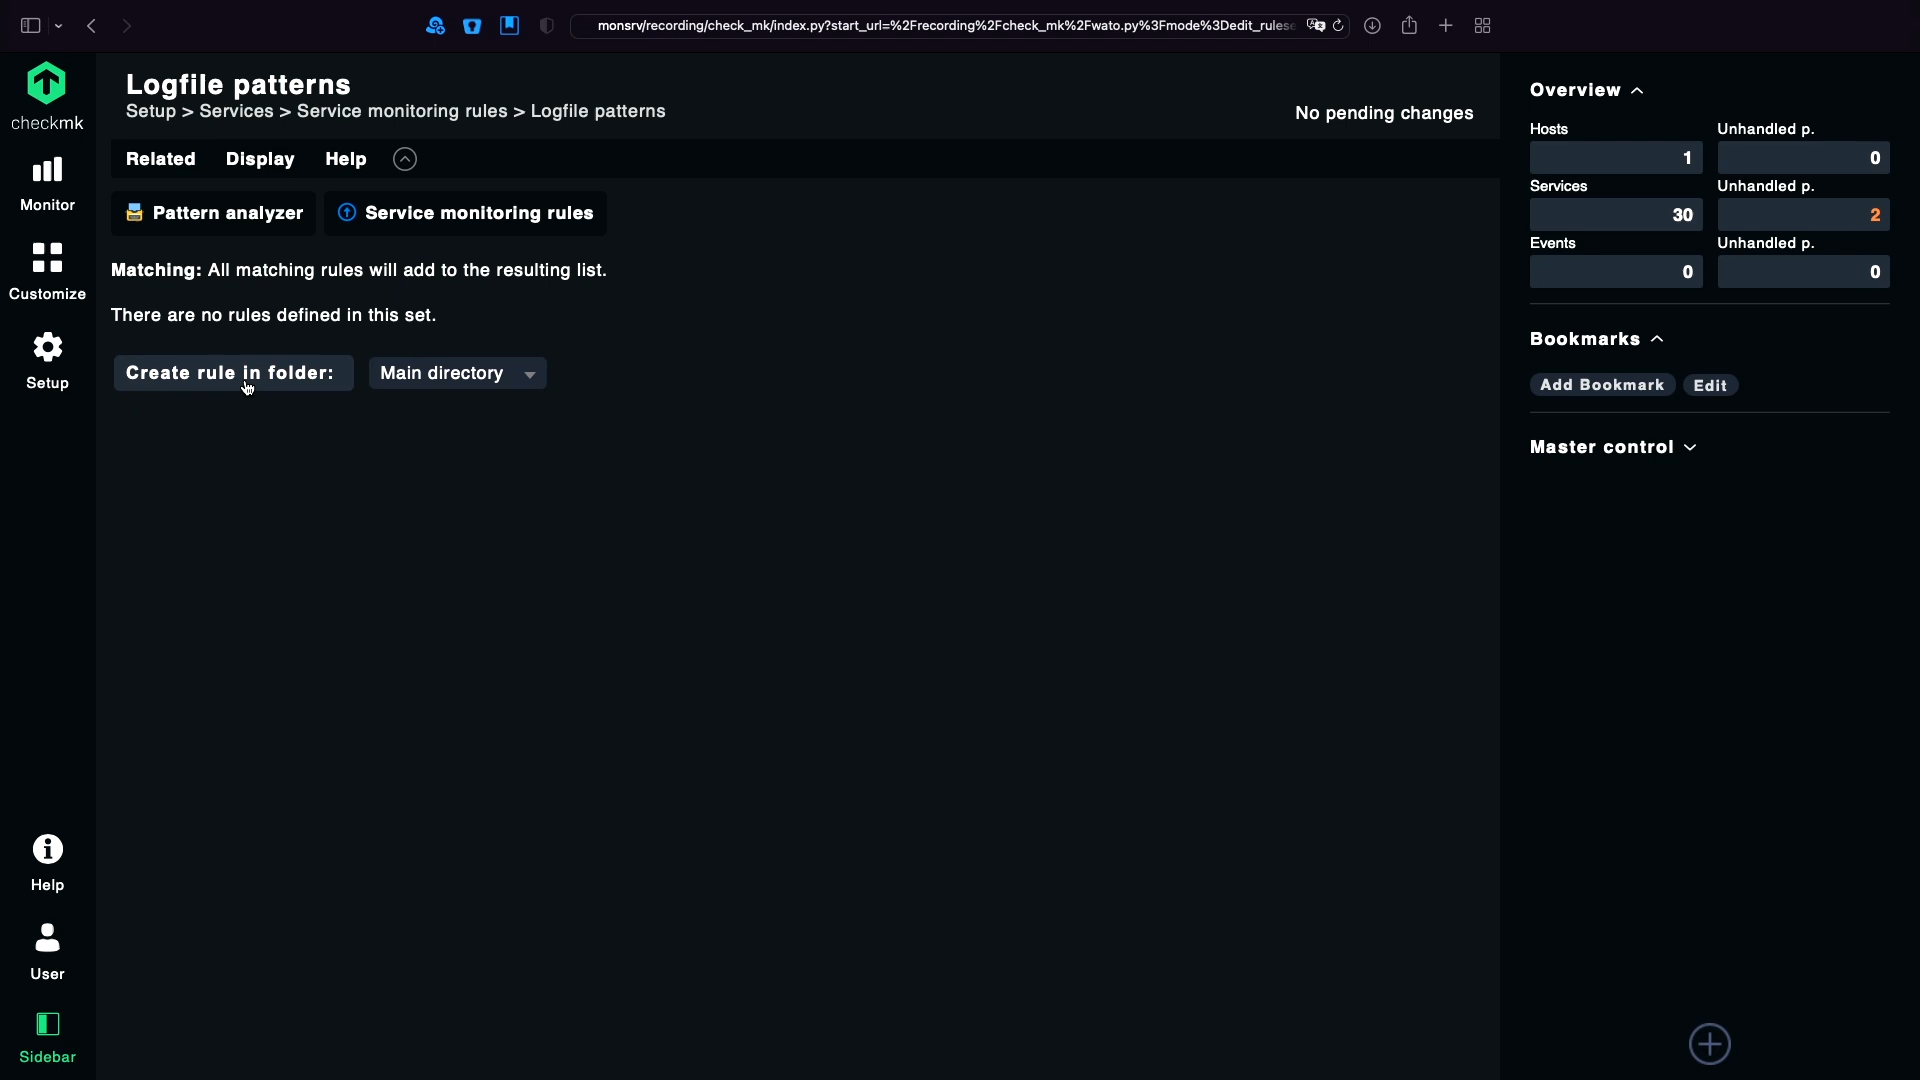 monsrv/recording/check_mk/index.py?start_url=%2Frecording%2Fcheck_mk%2Fwato.py%3Fmode%3Dedit_rulese
checkmk
Monitor
Customize
Setup
Help
User
Sidebar
Logfile patterns
Setup > Services > Service monitoring rules > Logfile patterns
No pending changes
Related Display Help
Pattern analyzer Service monitoring rules
Matching: All matching rules will add to the resulting list.
There are no rules defined in this set.
Create rule in folder: Main directory
Overview
Hosts Unhandled p.
1 0
Services Unhandled p.
30 2
Events Unhandled p.
0 0
Bookmarks
Add Bookmark Edit
Master control